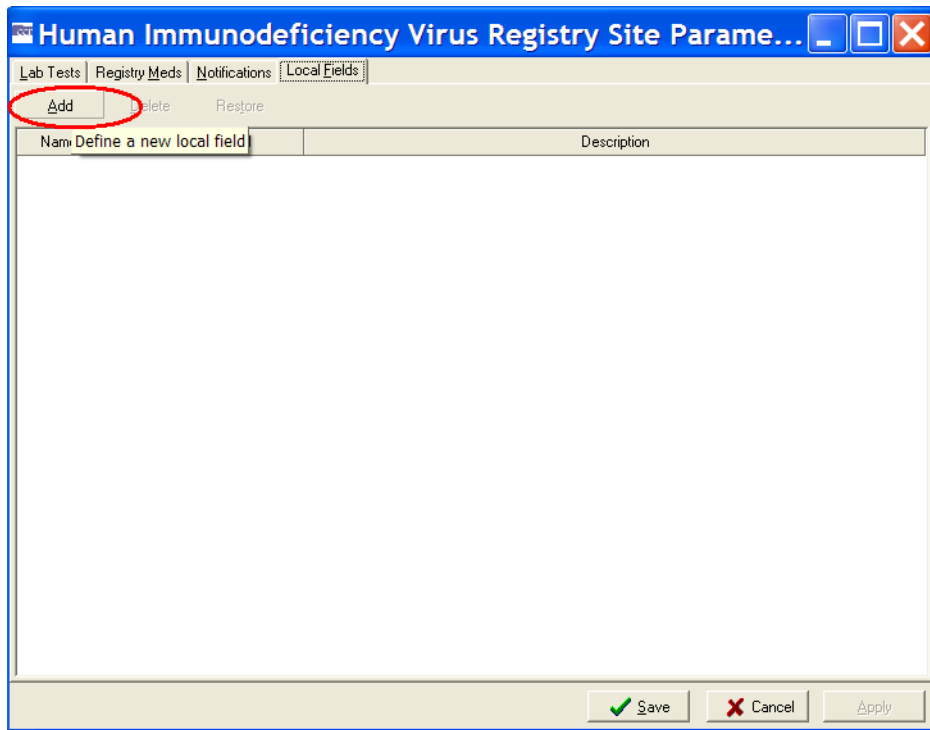 Human Immunodeficiency Virus Registry Site Parame...
Lab Tests Registry Meds Notifications Local Fields
Add Delete Restore
Name Description
Define a new local field
Save Cancel Apply